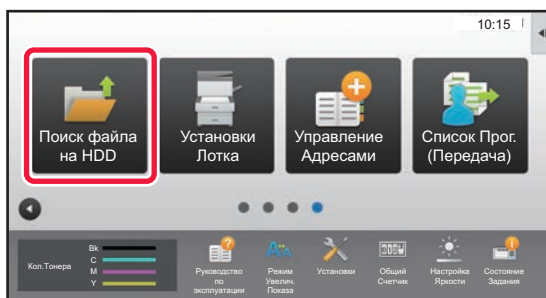 10:15
Поиск файла
на HDD
Установки
Лотка
Управление
Адресами
Список Прог.
(Передача)
Кол.Тонера
Bk
C
M
Y
Руководство
по
эксплуатации
Режим
Увелич.
Показа
Установки
Общий
Счетчик
Настройка
Яркости
Состояние
Задания